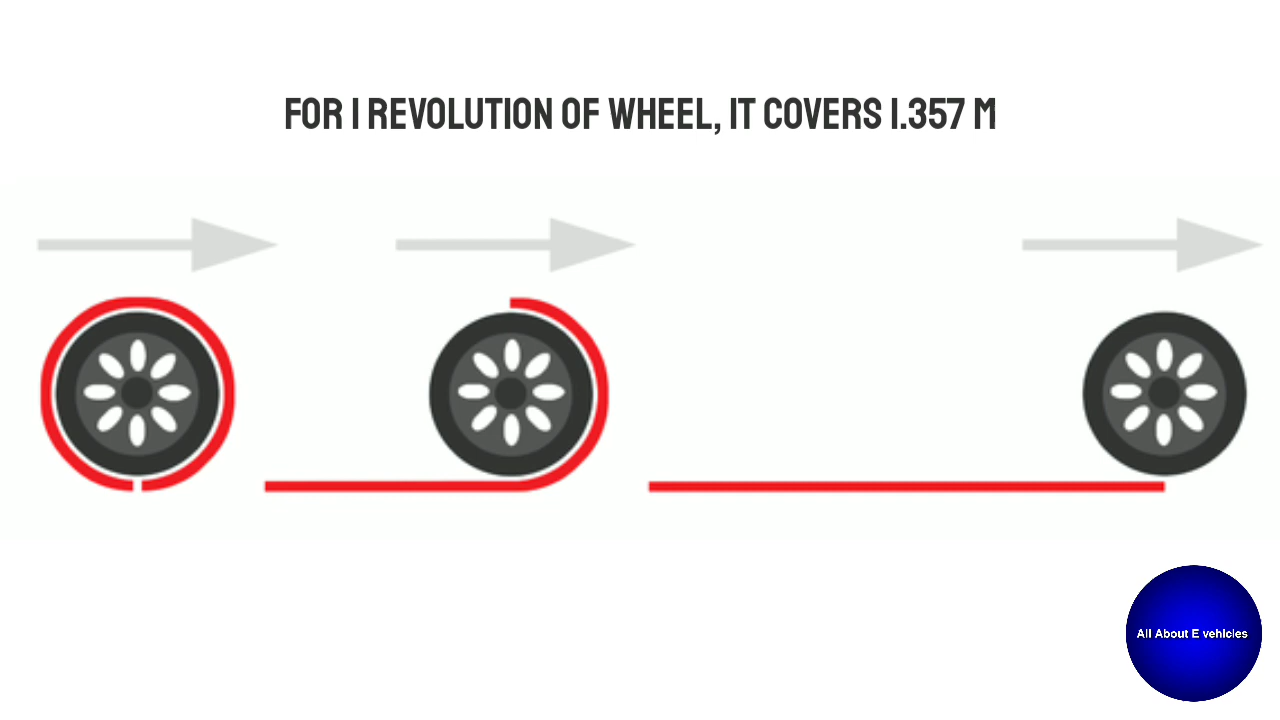 FOR 1 REVOLUTION OF WHEEL, IT COVERS 1.357 M
All About E vehicles